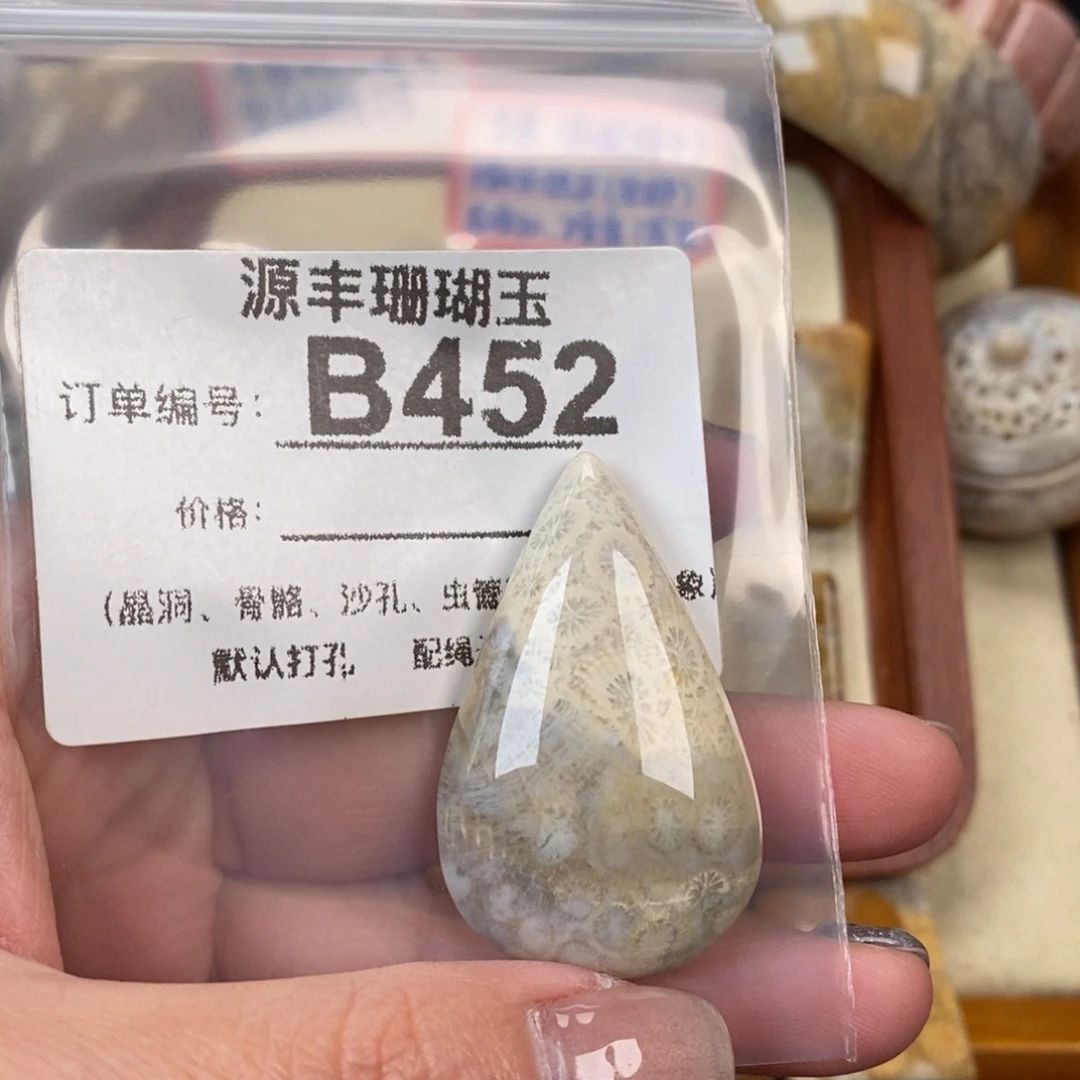 源丰珊瑚玉
订单编号: B452
价格:
(晶洞、骨骼、沙孔、虫
默认打孔 配绳